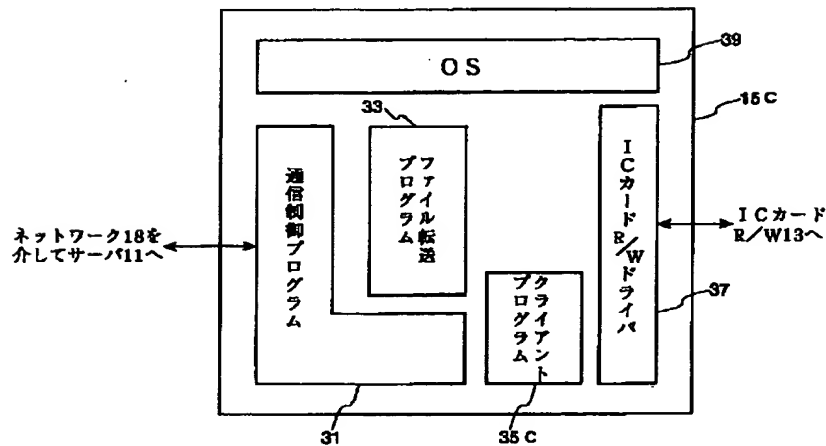 OS
39
15C
33
通信制御プログラム
ファイル転送
プログラム
ICカードR/Wドライバ
ネットワーク18を
介してサーバ11へ
ICカード
R/W13へ
クライアント
プログラム
37
31
35C